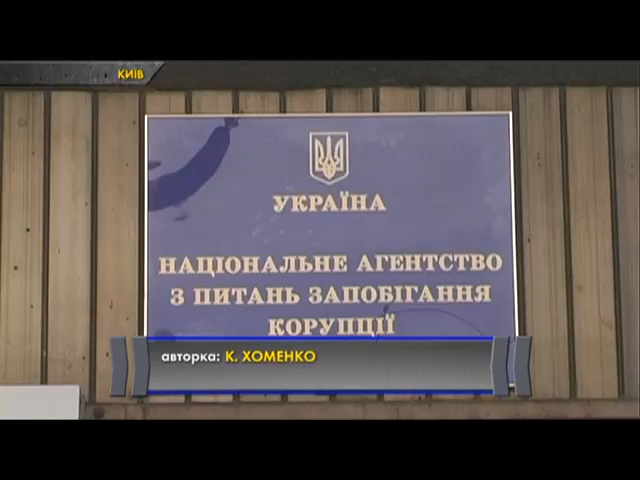 КИЇВ
УКРАЇНА
НАЦІОНАЛЬНЕ АГЕНТСТВО
З ПИТАНЬ ЗАПОБІГАННЯ
КОРУПЦІЇ
авторка: К. ХОМЕНКО